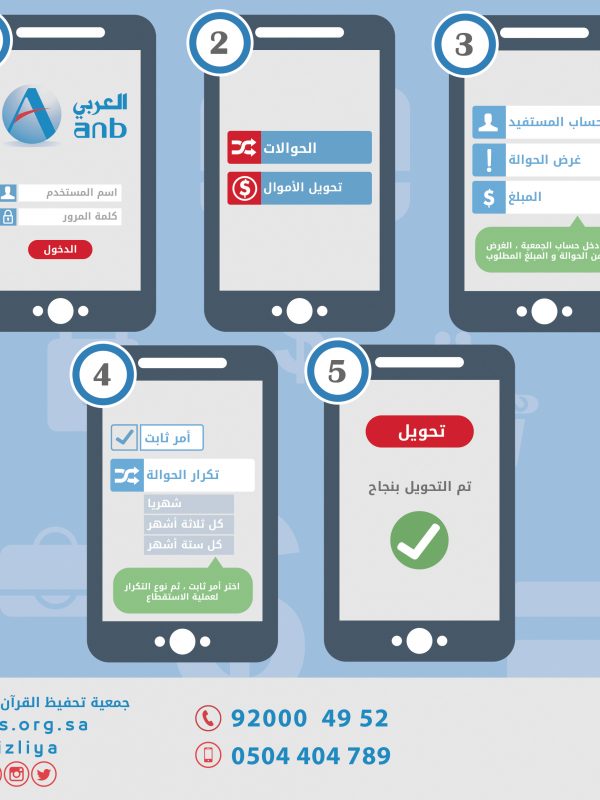 2
3
العربي
anb
اسم المستخدم
كلمة المرور
الدخول
الحوالات
تحويل الأموال
حساب المستفيد
غرض الحوالة
المبلغ
دخل حساب الجمعية ، الغرض
من الحوالة و المبلغ المطلوب
4
5
أمر ثابت
تكرار الحوالة
شهريا
كل ثلاثة أشهر
كل ستة أشهر
اختر أمر ثابت ، ثم نوع التكرار
لعملية الاستقطاع
تحويل
تم التحويل بنجاح
جمعية تحفيظ القرآن
s.org.sa
izliya
92000 49 52
0504 404 789